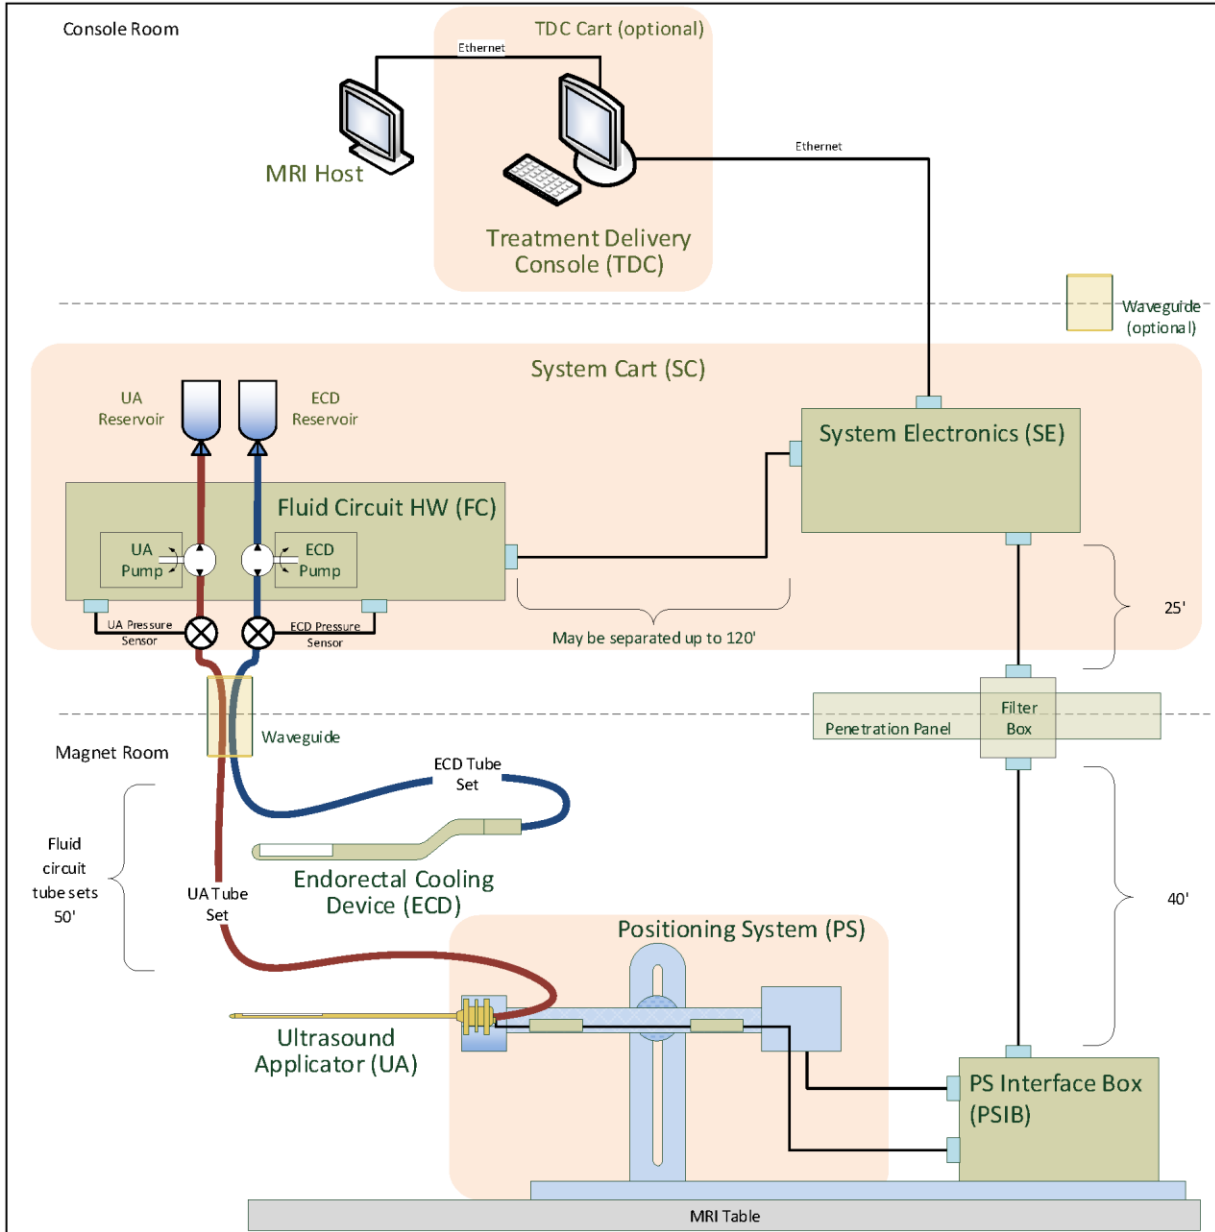 Console Room
TDC Cart (optional)
Ethernet
MRI Host
Ethernet
Treatment Delivery
Console (TDC)
Waveguide
(optional)
System Cart (SC)
UA
Reservoir
ECD
Reservoir
System Electronics (SE)
Fluid Circuit HW (FC)
UA
Pump
ECD
Pump
UA Pressure
Sensor
ECD Pressure
Sensor
May be separated up to 120'
25'
Filter
Box
Penetration Panel
Waveguide
Magnet Room
ECD Tube
Set
Fluid
circuit
tube sets
50'
Endorectal Cooling
Device (ECD)
UA Tube
Set
40'
Positioning System (PS)
Ultrasound
Applicator (UA)
PS Interface Box
(PSIB)
MRI Table